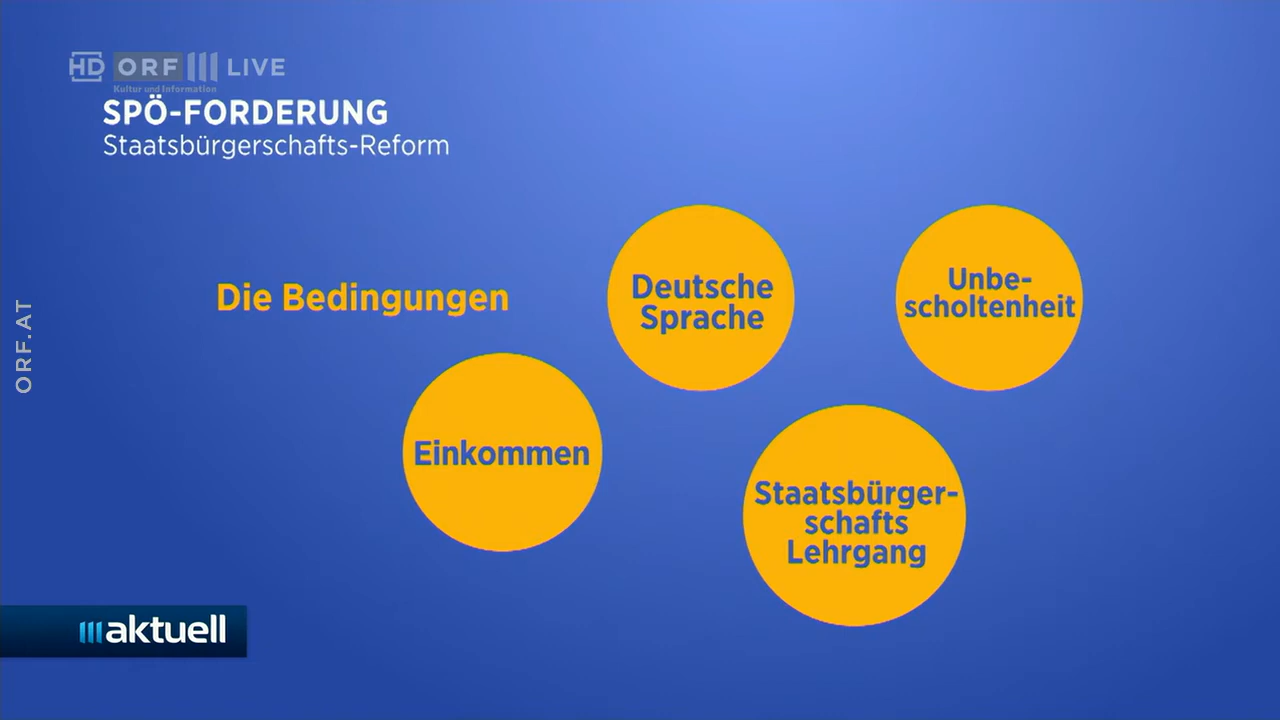 HD ORF III LIVE
Kultur und Information
SPÖ-FORDERUNG
Staatsbürgerschafts-Reform
Die Bedingungen
Deutsche
Sprache
Unbe-
scholtenheit
Einkommen
Staatsbürger-
schafts
Lehrgang
ORF.AT
III aktuell